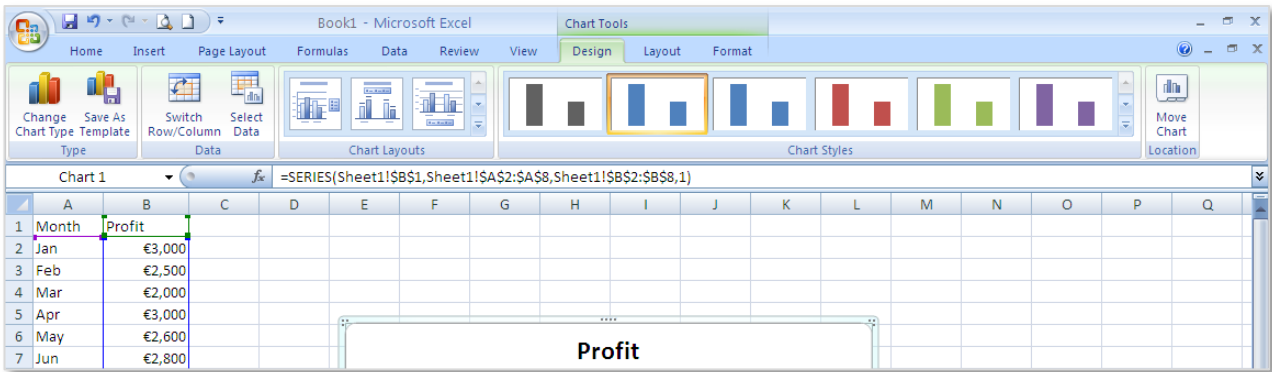 Book1 - Microsoft Excel Chart Tools
Home Insert Page Layout Formulas Data Review View Design Layout Format
Change Chart Type Save As Template Switch Row/Column Select Data Move Chart
Type Data Chart Layouts Chart Styles Location
Chart 1 fx =SERIES(Sheet1!$B$1,Sheet1!$A$2:$A$8,Sheet1!$B$2:$B$8,1)
A B C D E F G H I J K L M N O P Q
1 Month Profit
2 Jan €3,000
3 Feb €2,500
4 Mar €2,000
5 Apr €3,000
6 May €2,600
7 Jun €2,800
Profit